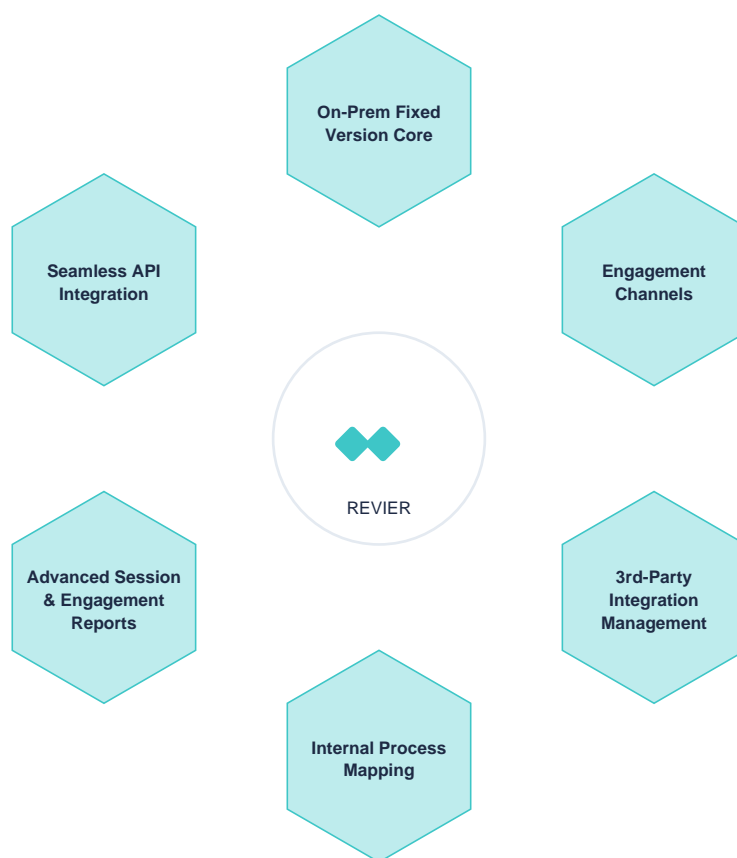 On-Prem Fixed
Version Core
Seamless API
Integration
Engagement
Channels
REVIER
Advanced Session
& Engagement
Reports
3rd-Party
Integration
Management
Internal Process
Mapping